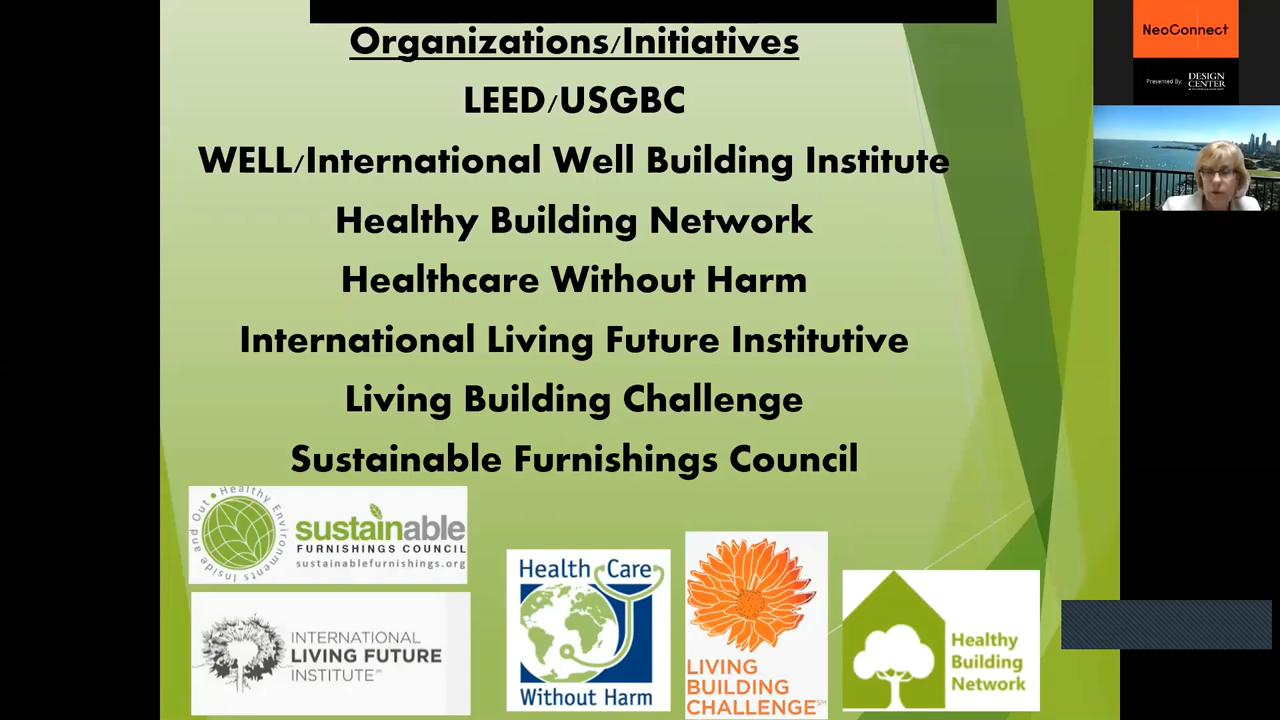 Organizations/Initiatives
LEED/USGBC
WELL/International Well Building Institute
Healthy Building Network
Healthcare Without Harm
International Living Future Institutive
Living Building Challenge
Sustainable Furnishings Council
Healthy Environments Inside and Out
sustainable
FURNISHINGS COUNCIL
sustainablefurnishings.org
INTERNATIONAL
LIVING FUTURE
INSTITUTE
Health Care
Without Harm
LIVING
BUILDING
CHALLENGE℠
Healthy
Building
Network
NeoConnect
Presented By:
DESIGN
CENTER